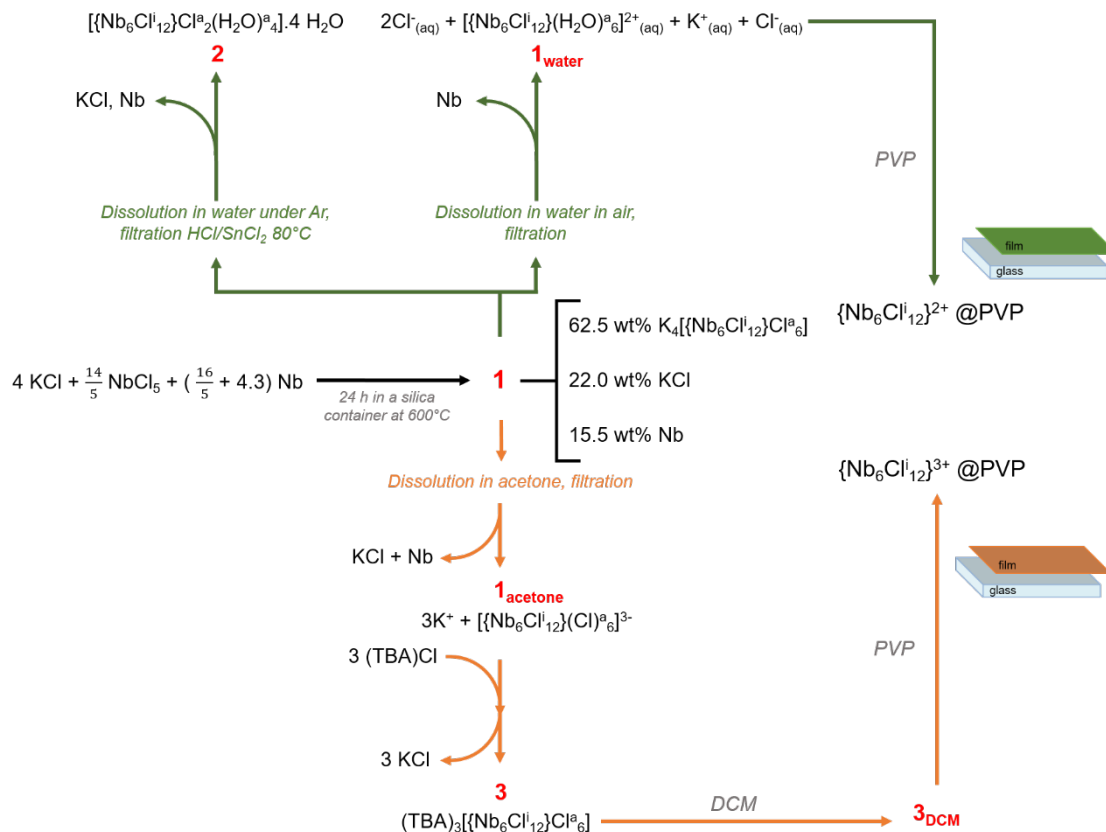 [{Nb₆Clⁱ₁₂}Clᵃ₂(H₂O)ᵃ₄].4 H₂O
2Cl⁻(aq) + [{Nb₆Clⁱ₁₂}(H₂O)ᵃ₆]²⁺(aq) + K⁺(aq) + Cl⁻(aq)
2
1water
KCl, Nb
Nb
PVP
Dissolution in water under Ar,
filtration HCl/SnCl₂ 80°C
Dissolution in water in air,
filtration
film
glass
{Nb₆Clⁱ₁₂}²⁺ @PVP
62.5 wt% K₄[{Nb₆Clⁱ₁₂}Clᵃ₆]
4 KCl + 14/5 NbCl₅ + ( 16/5 + 4.3) Nb
24 h in a silica
container at 600°C
1
22.0 wt% KCl
15.5 wt% Nb
Dissolution in acetone, filtration
{Nb₆Clⁱ₁₂}³⁺ @PVP
KCl + Nb
film
glass
1acetone
3K⁺ + [{Nb₆Clⁱ₁₂}(Cl)ᵃ₆]³⁻
3 (TBA)Cl
PVP
3 KCl
3
(TBA)₃[{Nb₆Clⁱ₁₂}Clᵃ₆]
DCM
3DCM